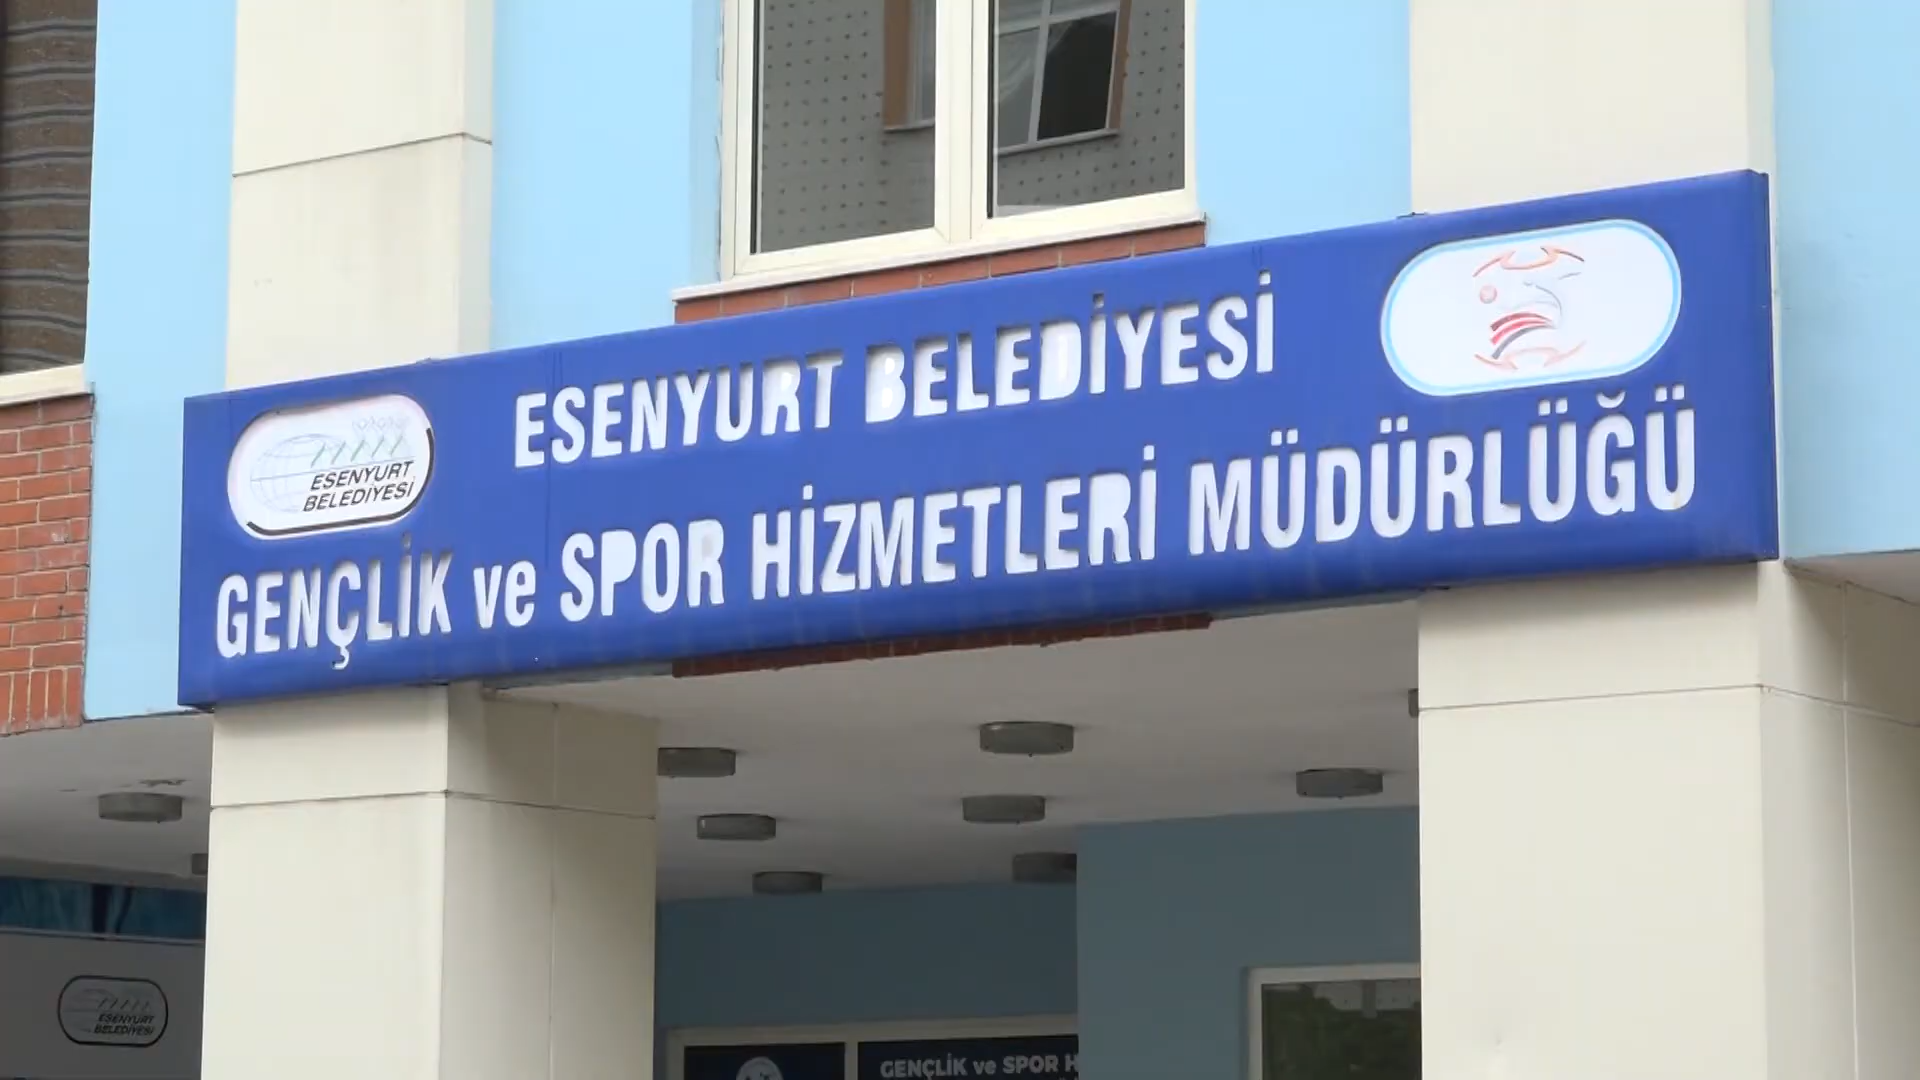 ESENYURT BELEDİYESİ
GENÇLİK ve SPOR HİZMETLERİ MÜDÜRLÜĞÜ
ESENYURT
BELEDİYESİ
ESENYURT
BELEDİYESİ
GENÇLİK ve SPOR H